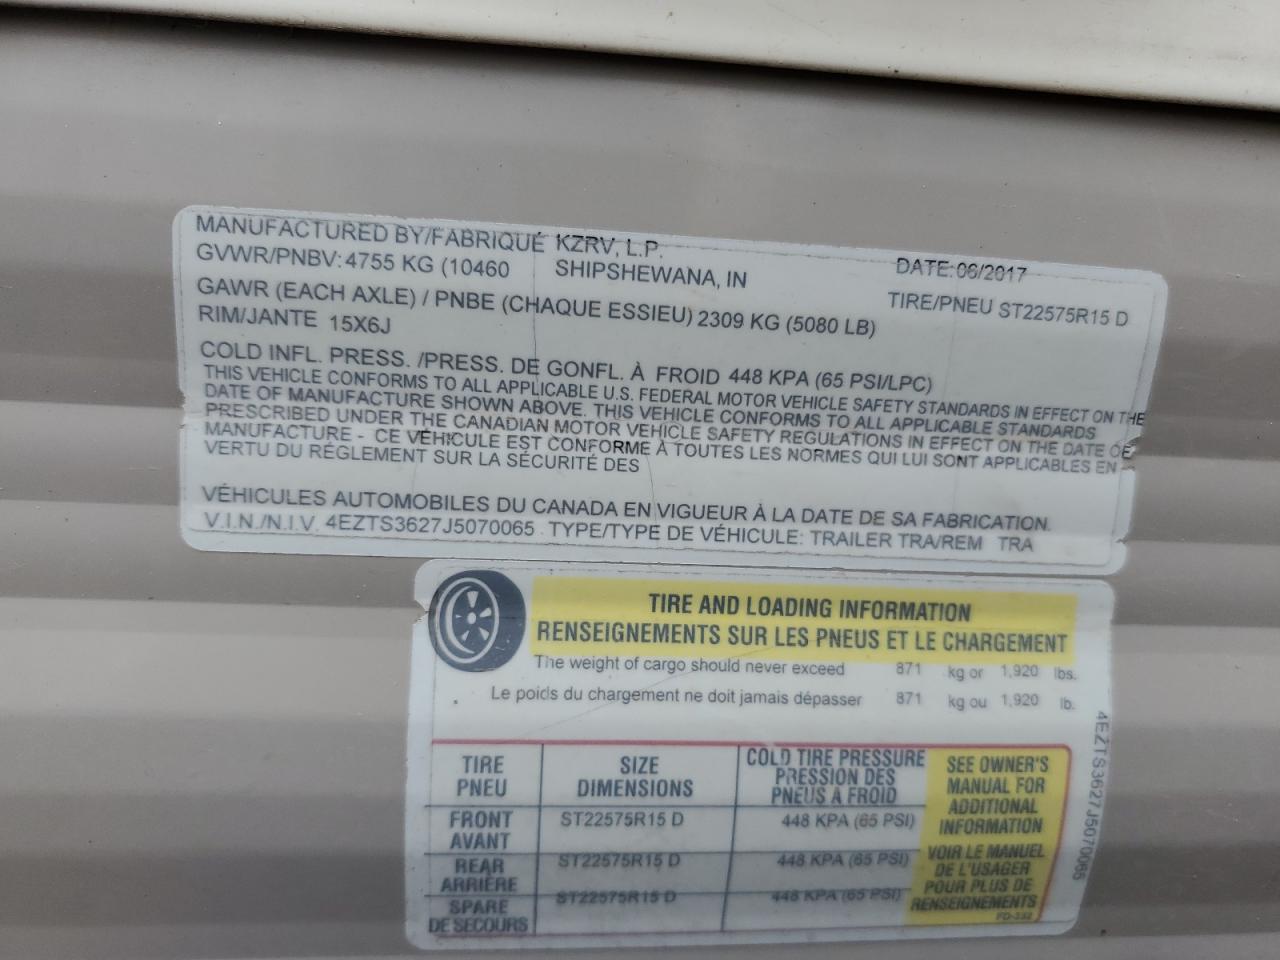 MANUFACTURED BY/FABRIQUÉ KZRV, L.P.
GVWR/PNBV: 4755 KG (10460 SHIPSHEWANA, IN DATE: 06/2017
GAWR (EACH AXLE) / PNBE (CHAQUE ESSIEU) 2309 KG (5080 LB) TIRE/PNEU ST22575R15 D
RIM/JANTE 15X6J
COLD INFL. PRESS. /PRESS. DE GONFL. À FROID 448 KPA (65 PSI/LPC)
THIS VEHICLE CONFORMS TO ALL APPLICABLE U.S. FEDERAL MOTOR VEHICLE SAFETY STANDARDS IN EFFECT ON THE
DATE OF MANUFACTURE SHOWN ABOVE. THIS VEHICLE CONFORMS TO ALL APPLICABLE STANDARDS
PRESCRIBED UNDER THE CANADIAN MOTOR VEHICLE SAFETY REGULATIONS IN EFFECT ON THE DATE OF
MANUFACTURE - CE VÉHICULE EST CONFORME À TOUTES LES NORMES QUI LUI SONT APPLICABLES EN
VERTU DU RÉGLEMENT SUR LA SÉCURITÉ DES
VÉHICULES AUTOMOBILES DU CANADA EN VIGUEUR À LA DATE DE SA FABRICATION.
V.I.N./N.I.V. 4EZTS3627J5070065 TYPE/TYPE DE VÉHICULE: TRAILER TRA/REM TRA
TIRE AND LOADING INFORMATION
RENSEIGNEMENTS SUR LES PNEUS ET LE CHARGEMENT
The weight of cargo should never exceed 871 kg or 1,920 lbs.
Le poids du chargement ne doit jamais dépasser 871 kg ou 1,920 lb.
TIRE
PNEU
SIZE
DIMENSIONS
COLD TIRE PRESSURE
PRESSION DES
PNEUS A FROID
FRONT
AVANT
ST22575R15 D
448 KPA (65 PSI)
REAR
ARRIÈRE
ST22575R15 D
448 KPA (65 PSI)
SPARE
DE SECOURS
ST22575R15 D
448 KPA (65 PSI)
SEE OWNER'S
MANUAL FOR
ADDITIONAL
INFORMATION
VOIR LE MANUEL
DE L'USAGER
POUR PLUS DE
RENSEIGNEMENTS
FD-332
4EZTS3627J5070065